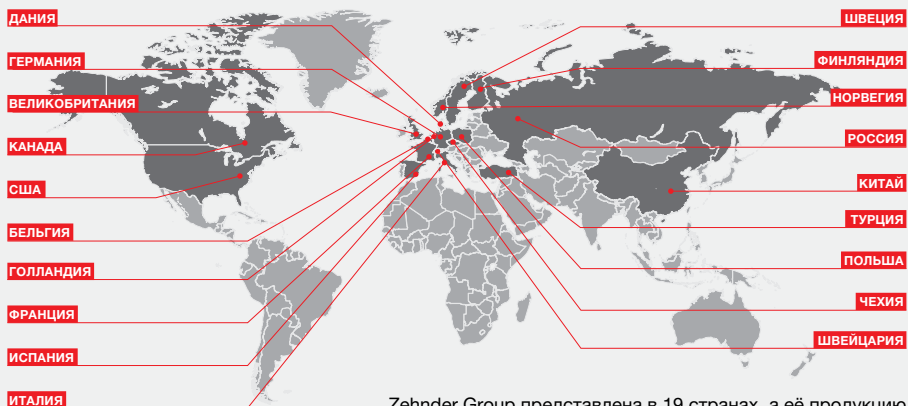 ДАНИЯ
ГЕРМАНИЯ
ВЕЛИКОБРИТАНИЯ
КАНАДА
США
БЕЛЬГИЯ
ГОЛЛАНДИЯ
ФРАНЦИЯ
ИСПАНИЯ
ИТАЛИЯ
ШВЕЦИЯ
ФИНЛЯНДИЯ
НОРВЕГИЯ
РОССИЯ
КИТАЙ
ТУРЦИЯ
ПОЛЬША
ЧЕХИЯ
ШВЕЙЦАРИЯ
Zehnder Group представлена в 19 странах, а её продукцию